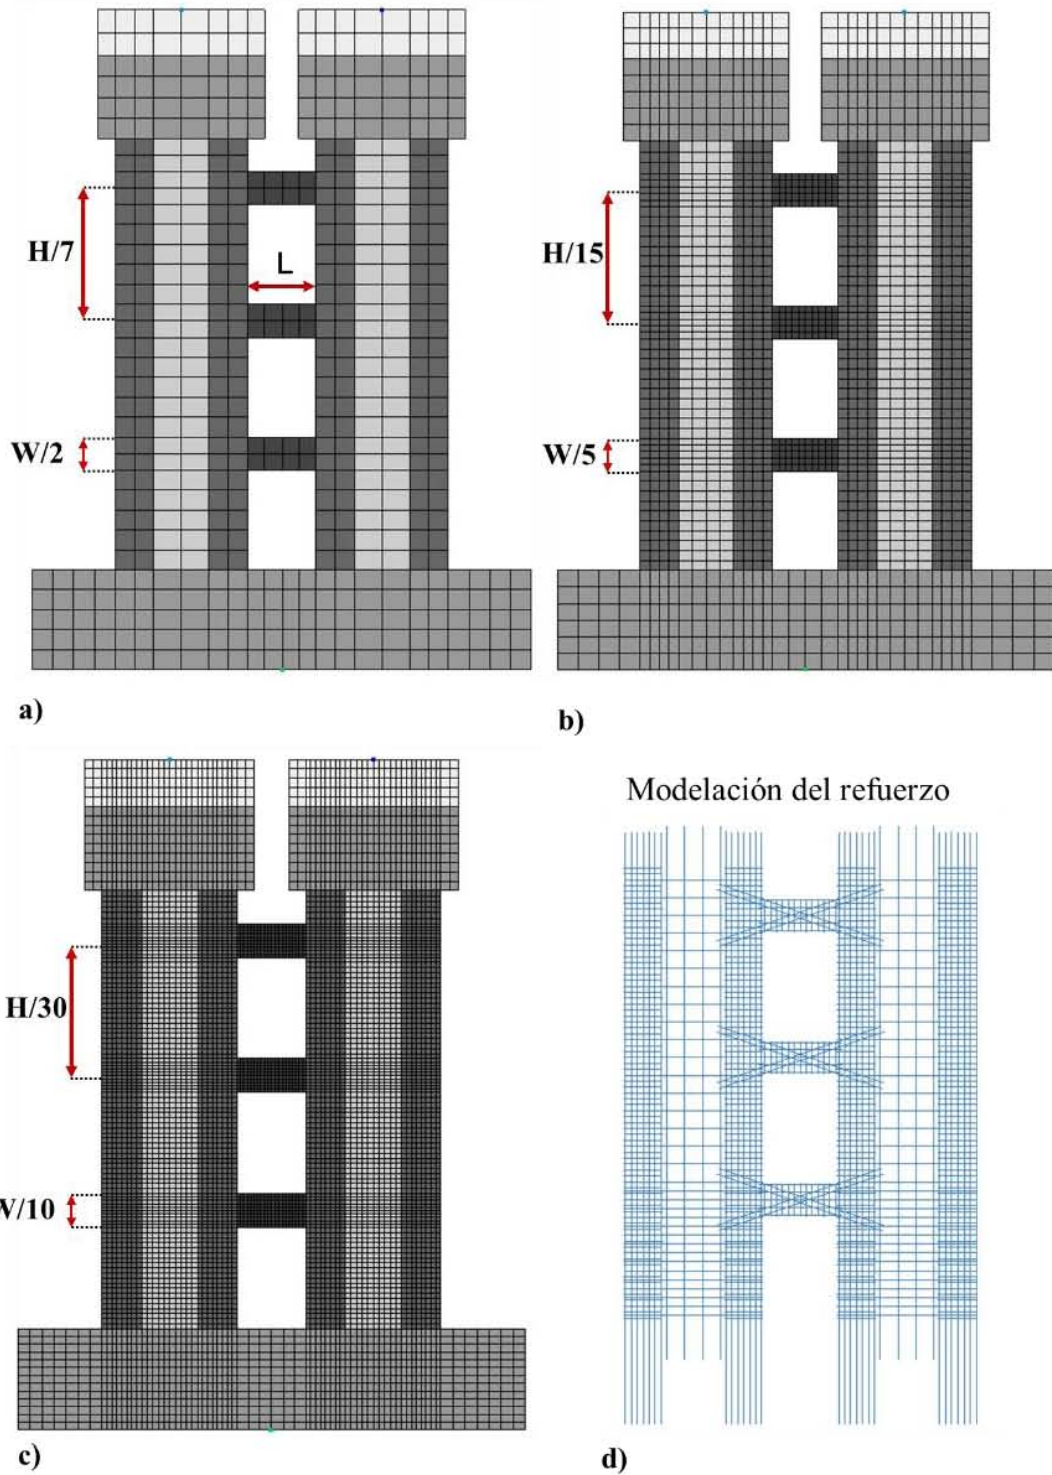 H/7
L
W/2
a)
H/15
W/5
b)
H/30
W/10
c)
Modelación del refuerzo
d)